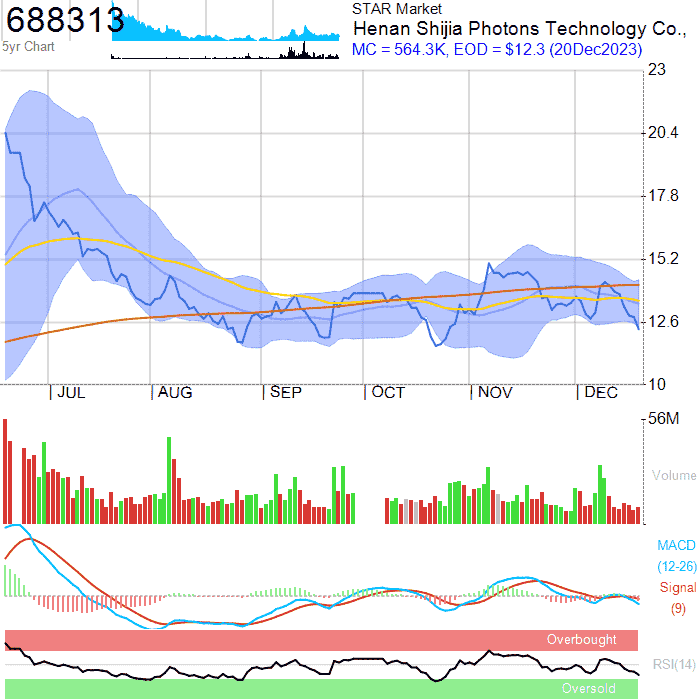 688313
STAR Market
Henan Shijia Photons Technology Co.,
5yr Chart
MC = 564.3K, EOD = $12.3 (20Dec2023)
23
20.4
17.8
15.2
12.6
10
JUL
AUG
SEP
OCT
NOV
DEC
56M
Volume
MACD
(12-26)
Signal
(9)
Overbought
RSI(14)
Oversold